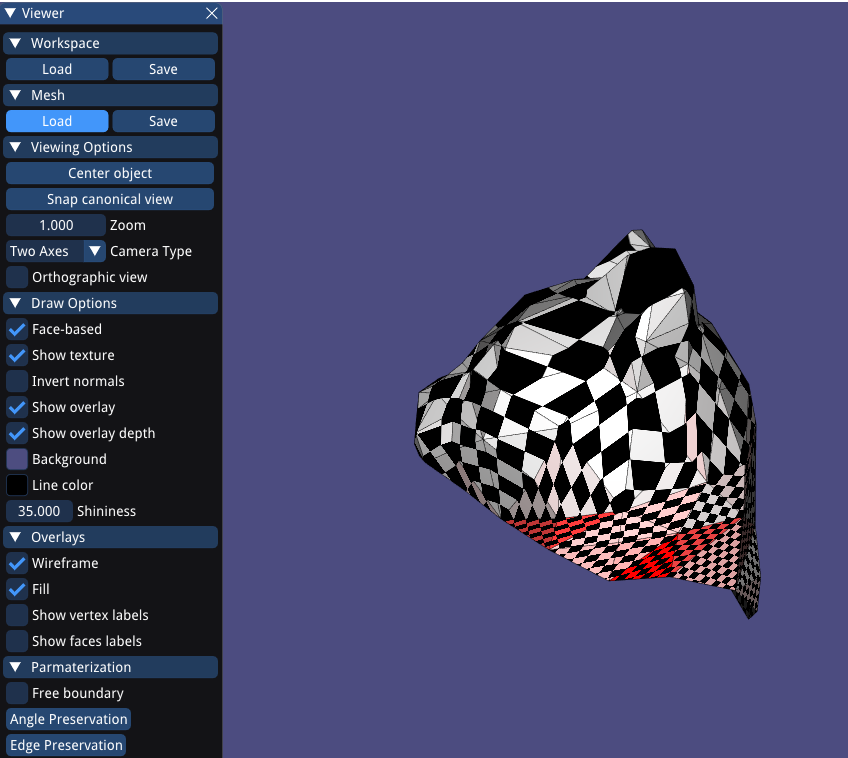 Viewer
Workspace
Load Save
Mesh
Load Save
Viewing Options
Center object
Snap canonical view
1.000 Zoom
Two Axes Camera Type
Orthographic view
Draw Options
Face-based
Show texture
Invert normals
Show overlay
Show overlay depth
Background
Line color
35.000 Shininess
Overlays
Wireframe
Fill
Show vertex labels
Show faces labels
Parmaterization
Free boundary
Angle Preservation
Edge Preservation